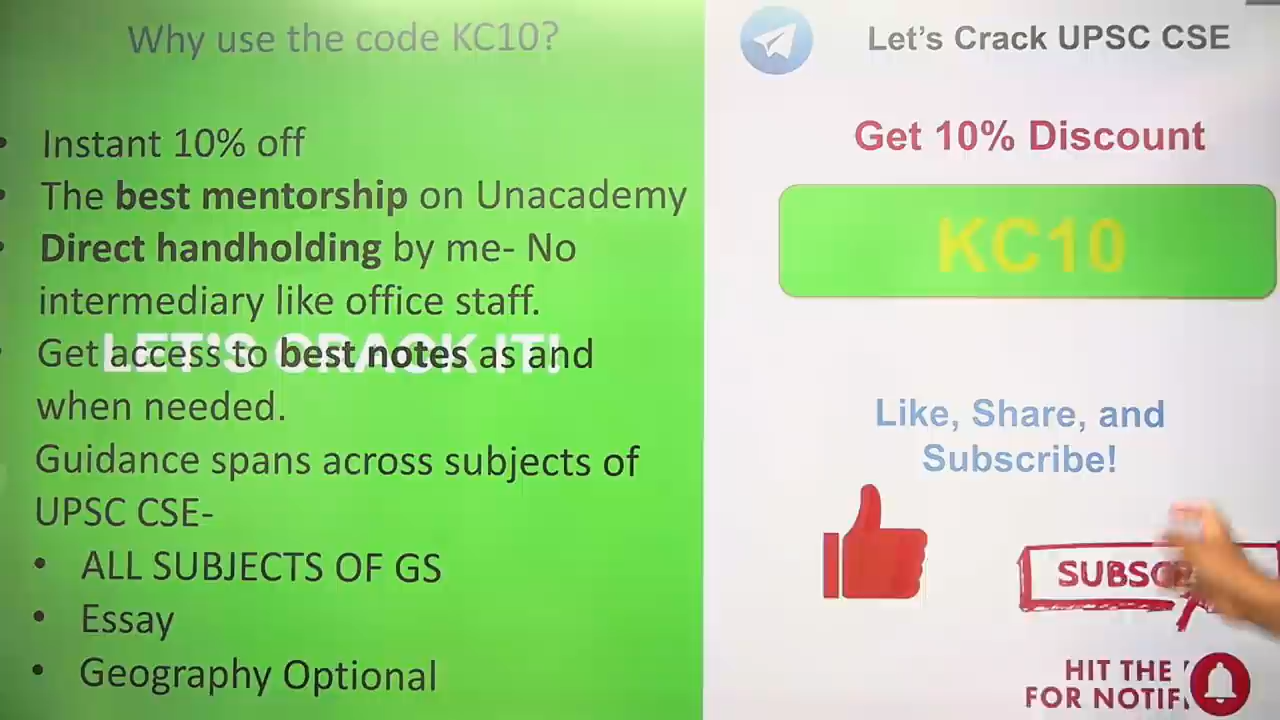 Why use the code KC10?
• Instant 10% off
• The best mentorship on Unacademy
• Direct handholding by me- No
intermediary like office staff.
LET'S CRACK IT!
• Get access to best notes as and
when needed.
Guidance spans across subjects of
UPSC CSE-
• ALL SUBJECTS OF GS
• Essay
• Geography Optional
Let's Crack UPSC CSE
Get 10% Discount
KC10
Like, Share, and
Subscribe!
HIT THE
FOR